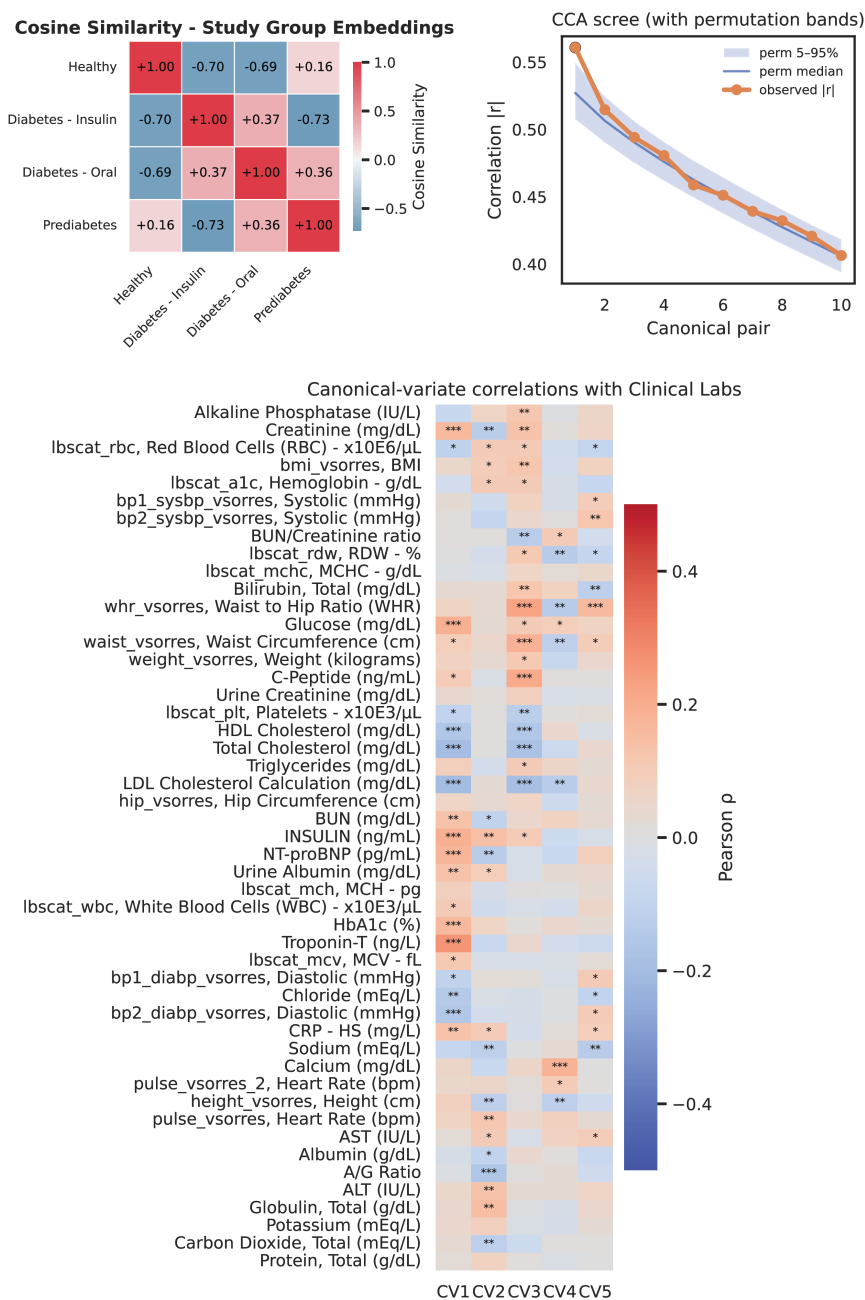 Cosine Similarity - Study Group Embeddings
Healthy +1.00 -0.70 -0.69 +0.16
Diabetes - Insulin -0.70 +1.00 +0.37 -0.73
Diabetes - Oral -0.69 +0.37 +1.00 +0.36
Prediabetes +0.16 -0.73 +0.36 +1.00
Healthy
Diabetes - Insulin
Diabetes - Oral
Prediabetes
1.0
0.5
0.0
−0.5
Cosine Similarity
CCA scree (with permutation bands)
perm 5–95%
perm median
observed |r|
0.55
0.50
0.45
0.40
Correlation |r|
2 4 6 8 10
Canonical pair
Canonical-variate correlations with Clinical Labs
Alkaline Phosphatase (IU/L) **
Creatinine (mg/dL) *** ** **
lbscat_rbc, Red Blood Cells (RBC) - x10E6/μL * * * *
bmi_vsorres, BMI * **
lbscat_a1c, Hemoglobin - g/dL * *
bp1_sysbp_vsorres, Systolic (mmHg) *
bp2_sysbp_vsorres, Systolic (mmHg) **
BUN/Creatinine ratio ** *
lbscat_rdw, RDW - % * ** *
lbscat_mchc, MCHC - g/dL
Bilirubin, Total (mg/dL) ** **
whr_vsorres, Waist to Hip Ratio (WHR) *** ** ***
Glucose (mg/dL) *** * *
waist_vsorres, Waist Circumference (cm) * *** ** *
weight_vsorres, Weight (kilograms) *
C-Peptide (ng/mL) * ***
Urine Creatinine (mg/dL)
lbscat_plt, Platelets - x10E3/μL * **
HDL Cholesterol (mg/dL) *** ***
Total Cholesterol (mg/dL) *** ***
Triglycerides (mg/dL) *
LDL Cholesterol Calculation (mg/dL) *** *** **
hip_vsorres, Hip Circumference (cm)
BUN (mg/dL) ** *
INSULIN (ng/mL) *** ** *
NT-proBNP (pg/mL) *** **
Urine Albumin (mg/dL) ** *
lbscat_mch, MCH - pg
lbscat_wbc, White Blood Cells (WBC) - x10E3/μL *
HbA1c (%) ***
Troponin-T (ng/L) ***
lbscat_mcv, MCV - fL *
bp1_diabp_vsorres, Diastolic (mmHg) * *
Chloride (mEq/L) ** *
bp2_diabp_vsorres, Diastolic (mmHg) *** *
CRP - HS (mg/L) ** * *
Sodium (mEq/L) ** **
Calcium (mg/dL) ***
pulse_vsorres_2, Heart Rate (bpm) *
height_vsorres, Height (cm) ** **
pulse_vsorres, Heart Rate (bpm) **
AST (IU/L) * *
Albumin (g/dL) *
A/G Ratio ***
ALT (IU/L) **
Globulin, Total (g/dL) **
Potassium (mEq/L)
Carbon Dioxide, Total (mEq/L) **
Protein, Total (g/dL)
CV1 CV2 CV3 CV4 CV5
0.4
0.2
0.0
−0.2
−0.4
Pearson ρ